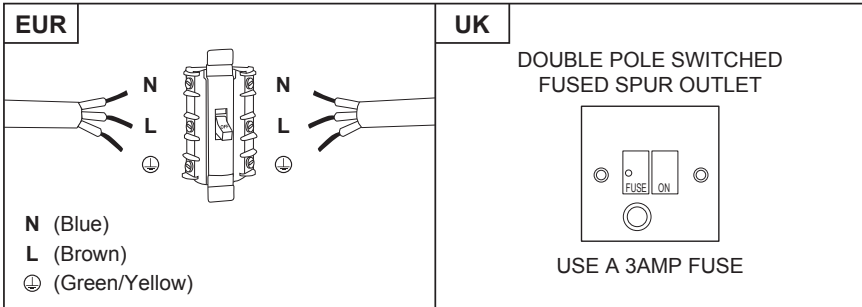 EUR
N N
L L
N (Blue)
L (Brown)
(Green/Yellow)
UK
DOUBLE POLE SWITCHED
FUSED SPUR OUTLET
FUSE ON
USE A 3AMP FUSE